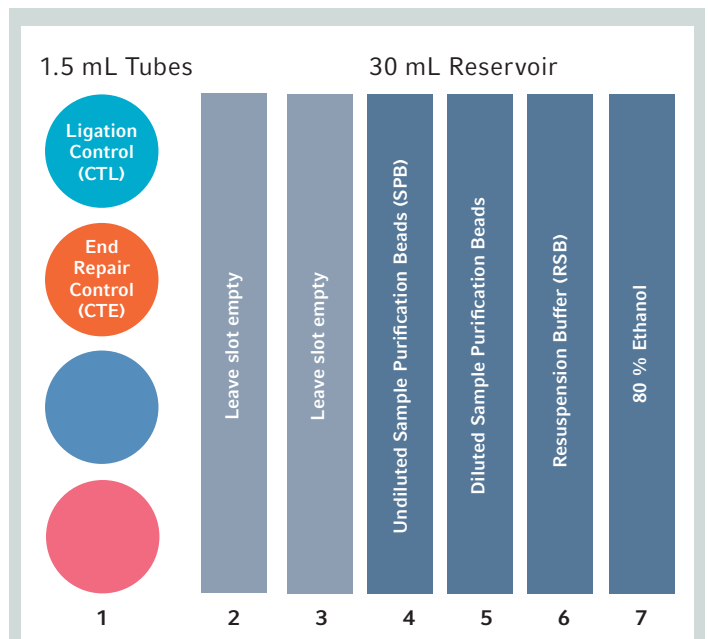 1.5 mL Tubes
30 mL Reservoir
Ligation
Control
(CTL)
End
Repair
Control
(CTE)
Leave slot empty
Leave slot empty
Undiluted Sample Purification Beads (SPB)
Diluted Sample Purification Beads
Resuspension Buffer (RSB)
80 % Ethanol
1
2
3
4
5
6
7